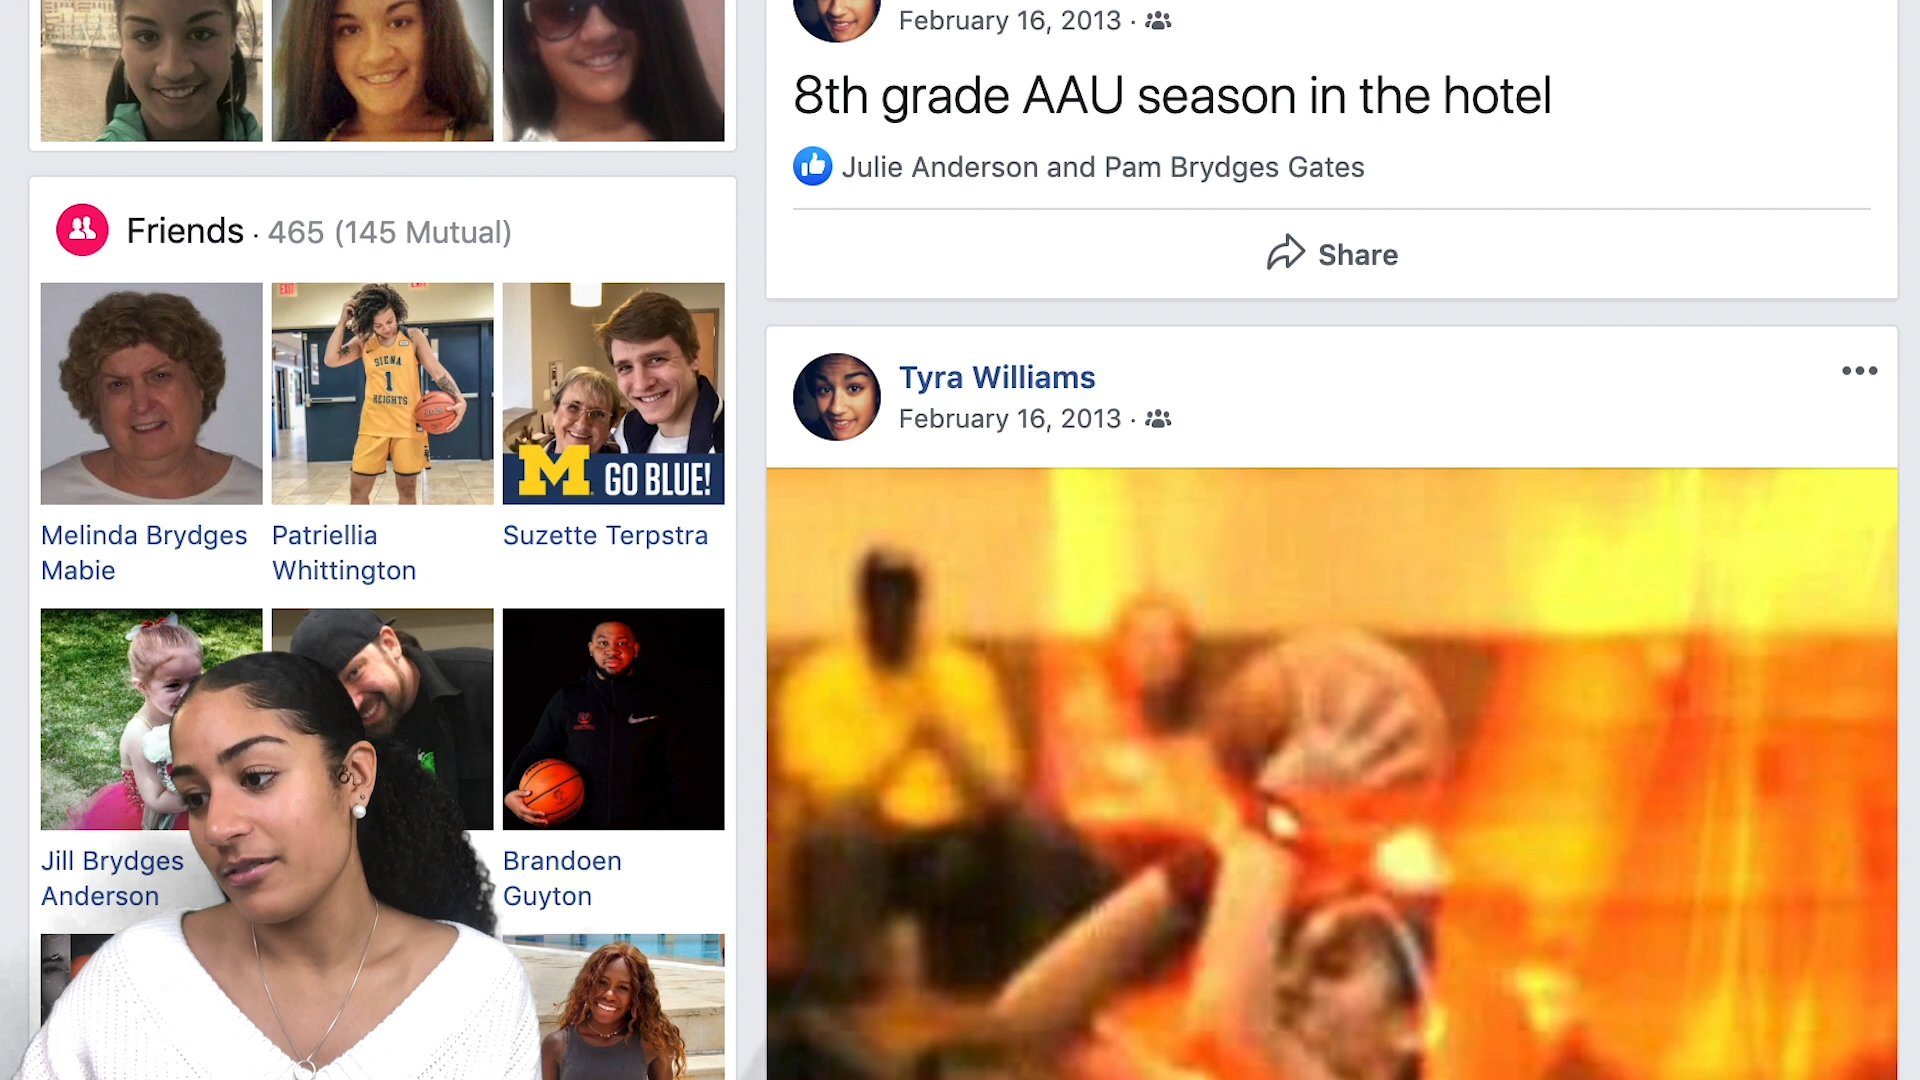 Friends · 465 (145 Mutual)
EXIT
SIENA
1
HEIGHTS
M GO BLUE!
Melinda Brydges
Mabie
Patriellia
Whittington
Suzette Terpstra
Jill Brydges
Anderson
Brandoen
Guyton
February 16, 2013 ·
8th grade AAU season in the hotel
Julie Anderson and Pam Brydges Gates
Share
Tyra Williams
February 16, 2013 ·